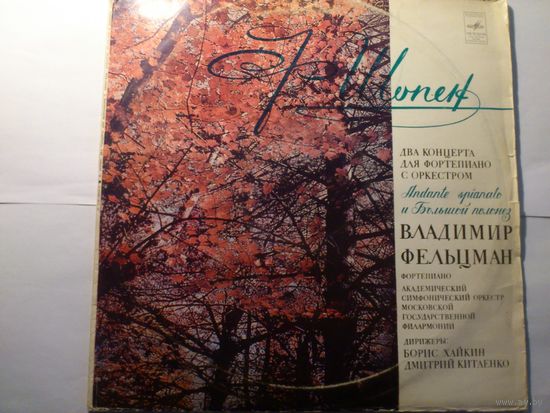 Ф. Шопен
ДВА КОНЦЕРТА
ДЛЯ ФОРТЕПИАНО
С ОРКЕСТРОМ
Andante spianato
и Большой полонез
ВЛАДИМИР
ФЕЛЬЦМАН
ФОРТЕПИАНО
АКАДЕМИЧЕСКИЙ
СИМФОНИЧЕСКИЙ ОРКЕСТР
МОСКОВСКОЙ
ГОСУДАРСТВЕННОЙ
ФИЛАРМОНИИ
ДИРИЖЕРЫ:
БОРИС ХАЙКИН
ДМИТРИЙ КИТАЕНКО